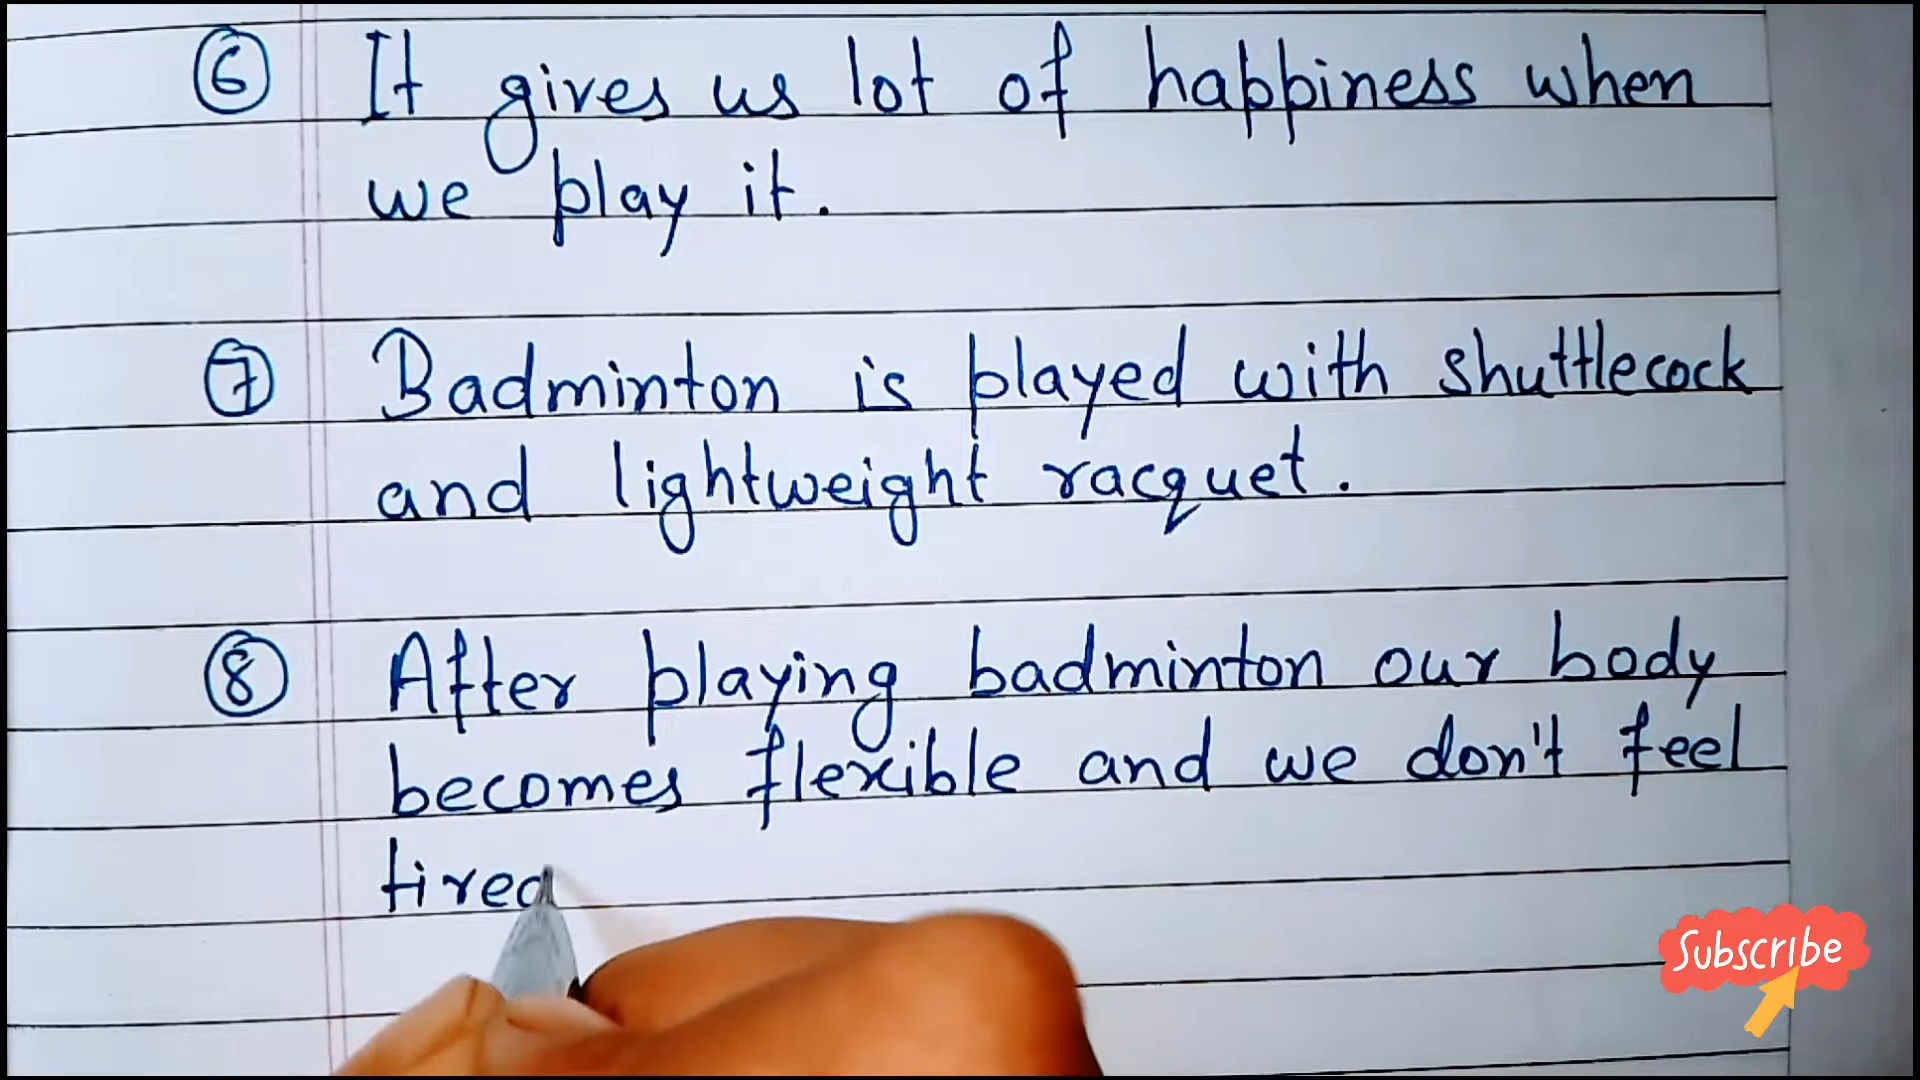 6 It gives us lot of happiness when
we play it.
7 Badminton is played with shuttlecock
and lightweight racquet.
8 After playing badminton our body
becomes flexible and we don't feel
tired
Subscribe